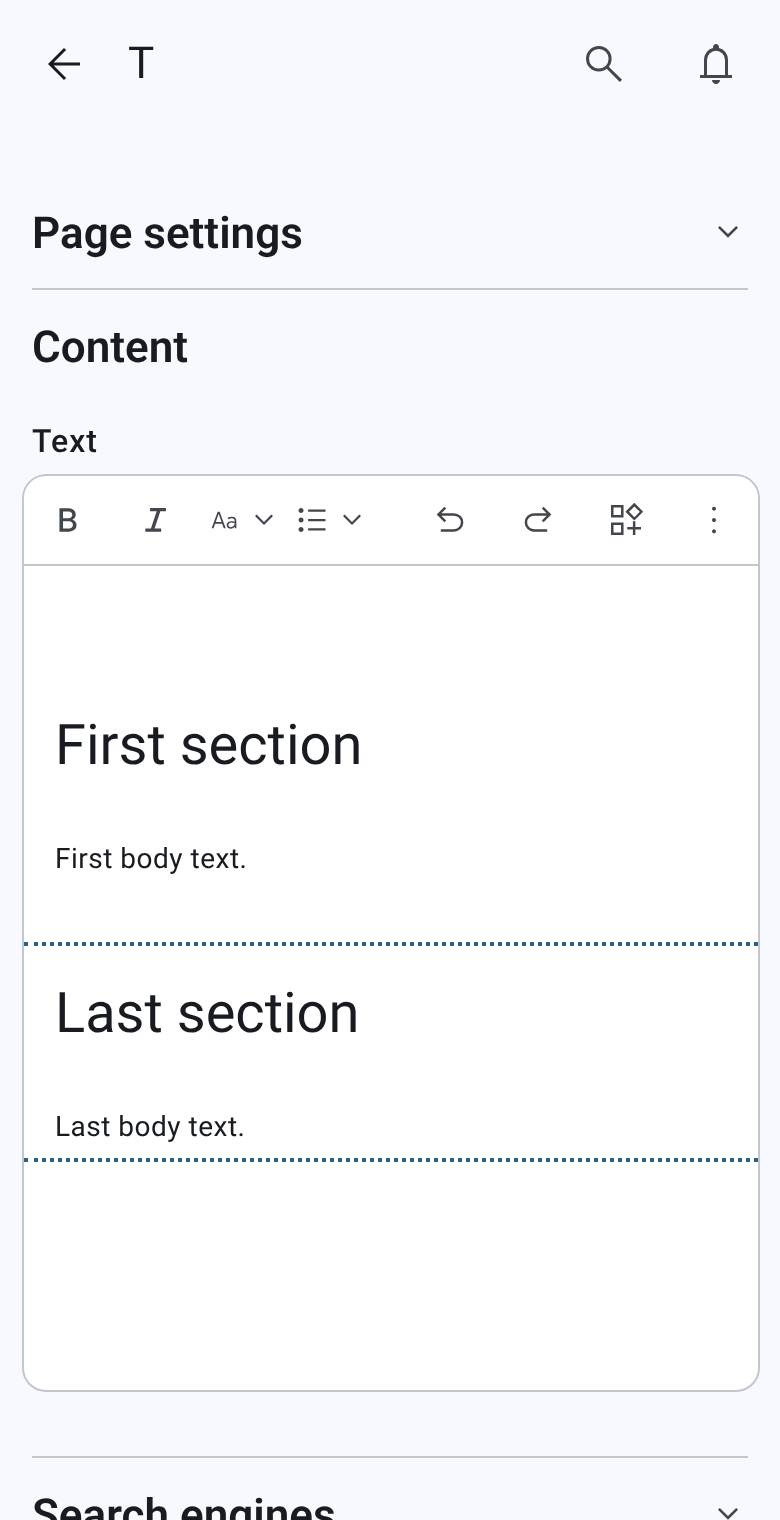 T
Page settings
Content
Text
B I Aa
First section
First body text.
Last section
Last body text.
Search engines